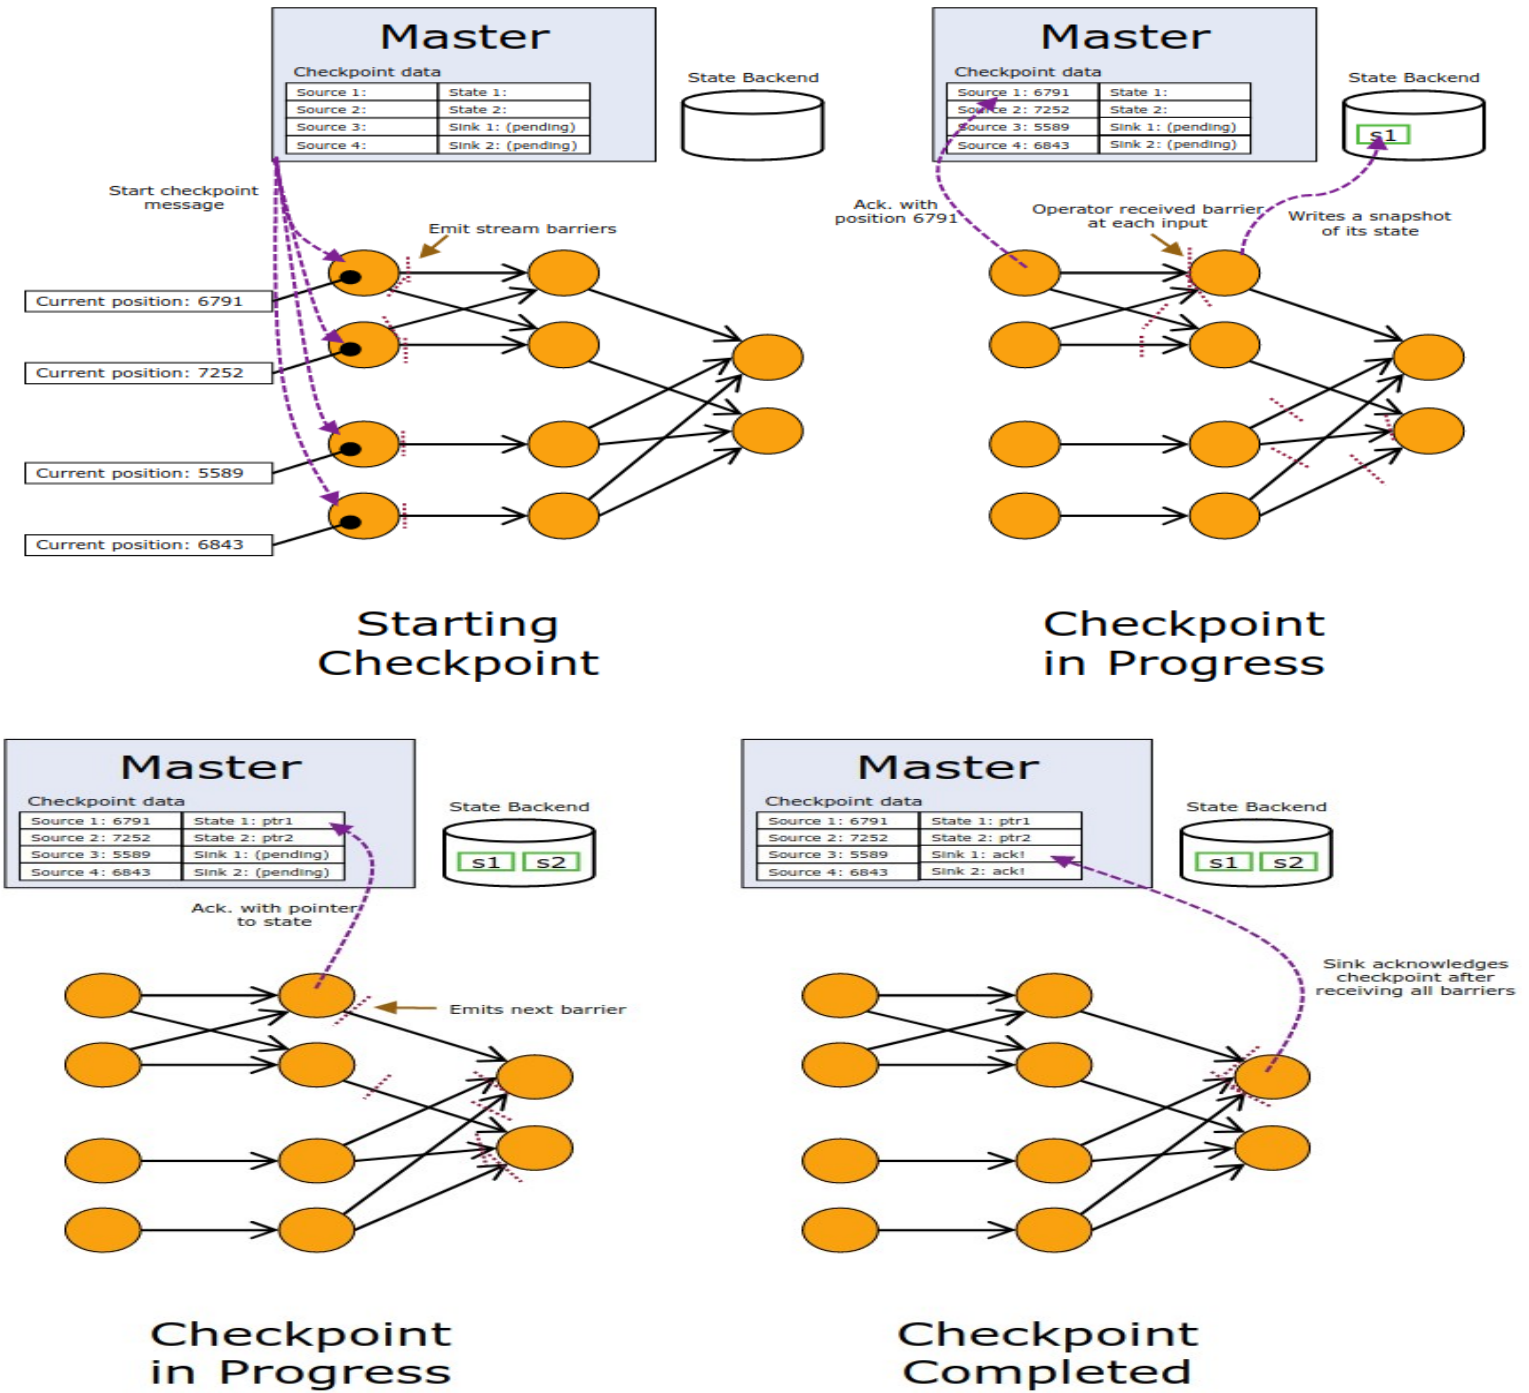 Master
Checkpoint data
Source 1:
State 1:
Source 2:
State 2:
Source 3:
Sink 1: (pending)
Source 4:
Sink 2: (pending)
State Backend
Start checkpoint
message
Emit stream barriers
Current position: 6791
Current position: 7252
Current position: 5589
Current position: 6843
Starting
Checkpoint
Master
Checkpoint data
Source 1: 6791
State 1:
Source 2: 7252
State 2:
Source 3: 5589
Sink 1: (pending)
Source 4: 6843
Sink 2: (pending)
State Backend
s1
Ack. with
position 6791
Operator received barrier
at each input
Writes a snapshot
of its state
Checkpoint
in Progress
Master
Checkpoint data
Source 1: 6791
State 1: ptr1
Source 2: 7252
State 2: ptr2
Source 3: 5589
Sink 1: (pending)
Source 4: 6843
Sink 2: (pending)
State Backend
s1
s2
Ack. with pointer
to state
Emits next barrier
Checkpoint
in Progress
Master
Checkpoint data
Source 1: 6791
State 1: ptr1
Source 2: 7252
State 2: ptr2
Source 3: 5589
Sink 1: ack!
Source 4: 6843
Sink 2: ack!
State Backend
s1
s2
Sink acknowledges
checkpoint after
receiving all barriers
Checkpoint
Completed